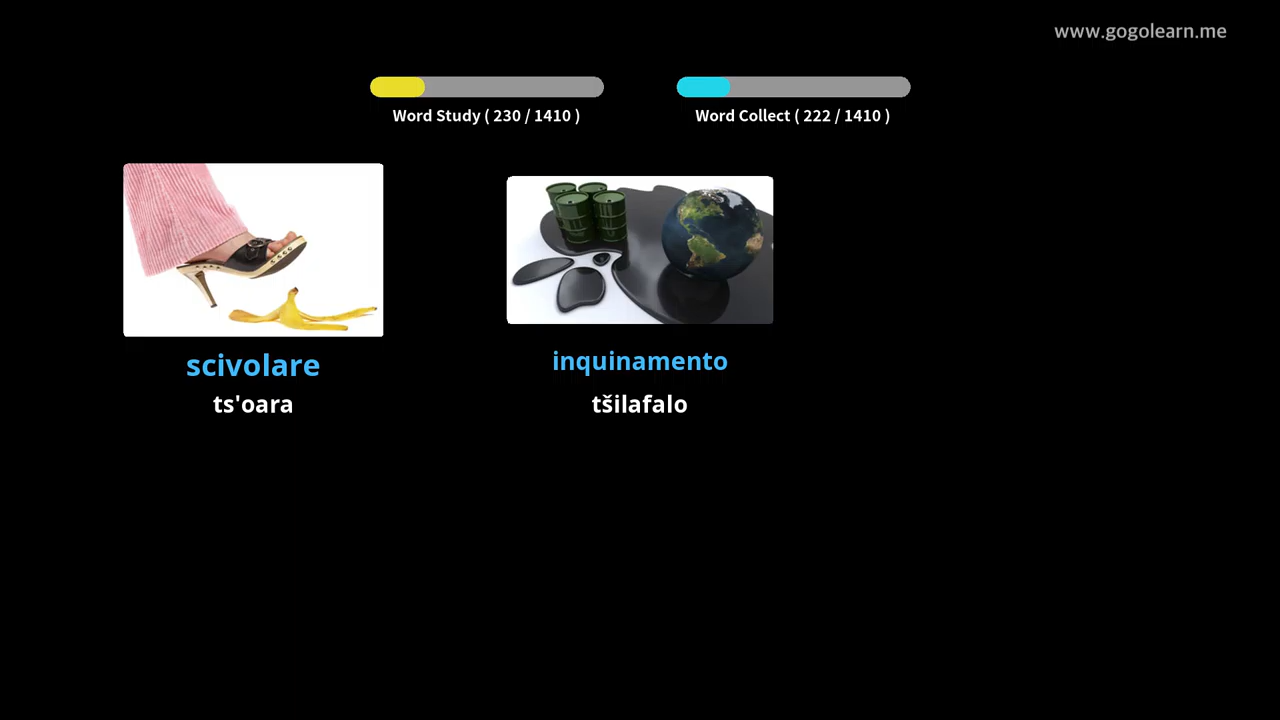 www.gogolearn.me
Word Study ( 230 / 1410 )
Word Collect ( 222 / 1410 )
scivolare
ts'oara
inquinamento
tšilafalo